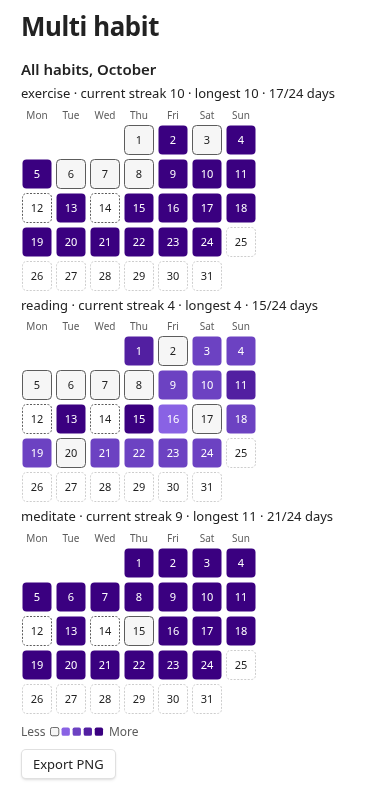 Multi habit
All habits, October
exercise · current streak 10 · longest 10 · 17/24 days
Mon Tue Wed Thu Fri Sat Sun
1 2 3 4
5 6 7 8 9 10 11
12 13 14 15 16 17 18
19 20 21 22 23 24 25
26 27 28 29 30 31
reading · current streak 4 · longest 4 · 15/24 days
Mon Tue Wed Thu Fri Sat Sun
1 2 3 4
5 6 7 8 9 10 11
12 13 14 15 16 17 18
19 20 21 22 23 24 25
26 27 28 29 30 31
meditate · current streak 9 · longest 11 · 21/24 days
Mon Tue Wed Thu Fri Sat Sun
1 2 3 4
5 6 7 8 9 10 11
12 13 14 15 16 17 18
19 20 21 22 23 24 25
26 27 28 29 30 31
Less More
Export PNG